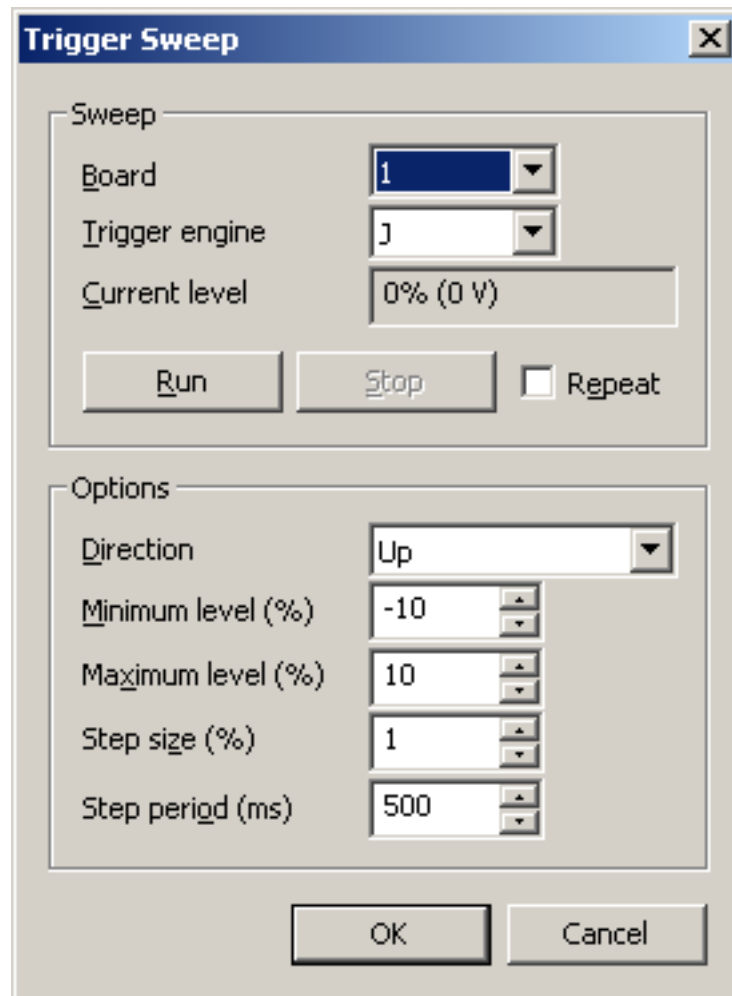 Trigger Sweep
Sweep
Board 1
Trigger engine J
Current level 0% (0 V)
Run Stop Repeat
Options
Direction Up
Minimum level (%) -10
Maximum level (%) 10
Step size (%) 1
Step period (ms) 500
OK Cancel